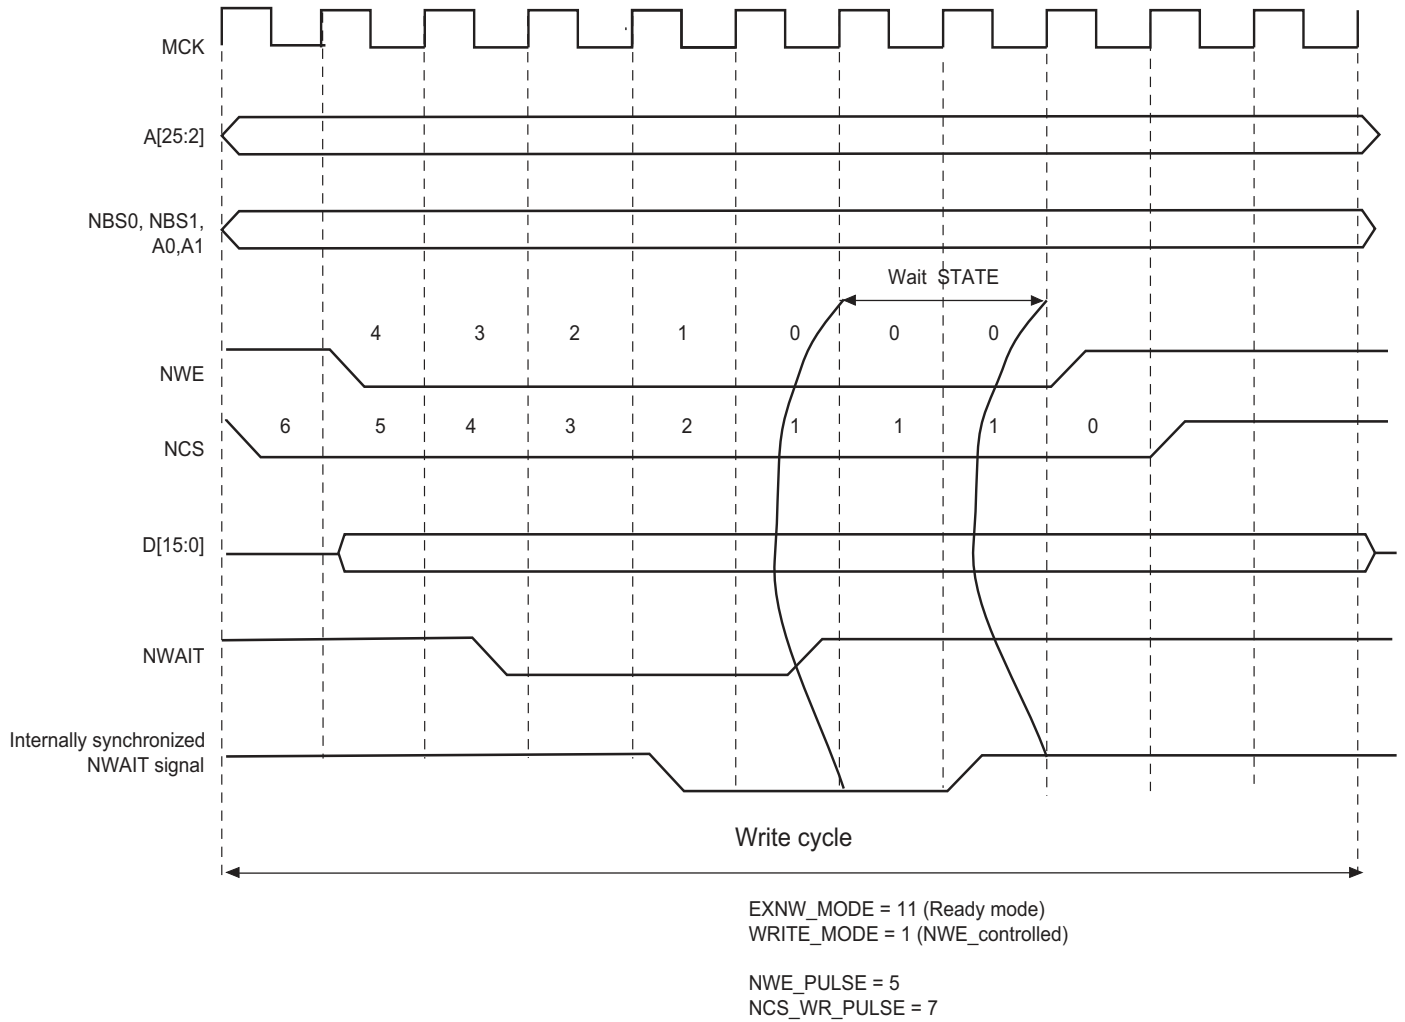 MCK
A[25:2]
NBS0, NBS1,
A0,A1
Wait STATE
4 3 2 1 0 0 0
NWE
6 5 4 3 2 1 1 1 0
NCS
D[15:0]
NWAIT
Internally synchronized
NWAIT signal
Write cycle
EXNW_MODE = 11 (Ready mode)
WRITE_MODE = 1 (NWE_controlled)
NWE_PULSE = 5
NCS_WR_PULSE = 7